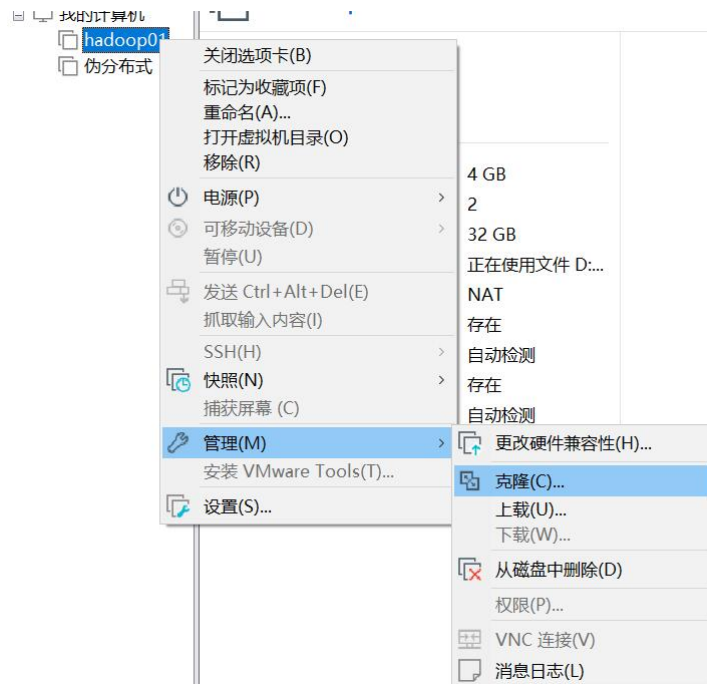 我的计算机
hadoop01
伪分布式
关闭选项卡(B)
标记为收藏项(F)
重命名(A)...
打开虚拟机目录(O)
移除(R)
电源(P)
可移动设备(D)
暂停(U)
发送 Ctrl+Alt+Del(E)
抓取输入内容(I)
SSH(H)
快照(N)
捕获屏幕 (C)
管理(M)
安装 VMware Tools(T)...
设置(S)...
4 GB
2
32 GB
正在使用文件 D:...
NAT
存在
自动检测
存在
自动检测
更改硬件兼容性(H)...
克隆(C)...
上载(U)...
下载(W)...
从磁盘中删除(D)
权限(P)...
VNC 连接(V)
消息日志(L)